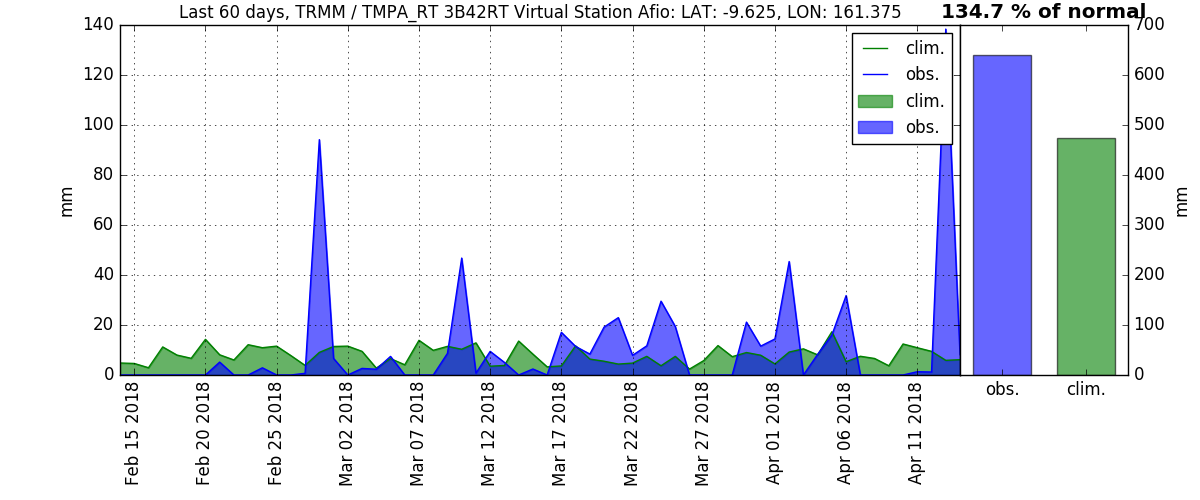 Last 60 days, TRMM / TMPA_RT 3B42RT Virtual Station Afio: LAT: -9.625, LON: 161.375
134.7 % of normal
140
120
100
80
60
40
20
0
mm
clim.
obs.
clim.
obs.
700
600
500
400
300
200
100
0
mm
Feb 15 2018
Feb 20 2018
Feb 25 2018
Mar 02 2018
Mar 07 2018
Mar 12 2018
Mar 17 2018
Mar 22 2018
Mar 27 2018
Apr 01 2018
Apr 06 2018
Apr 11 2018
obs.
clim.